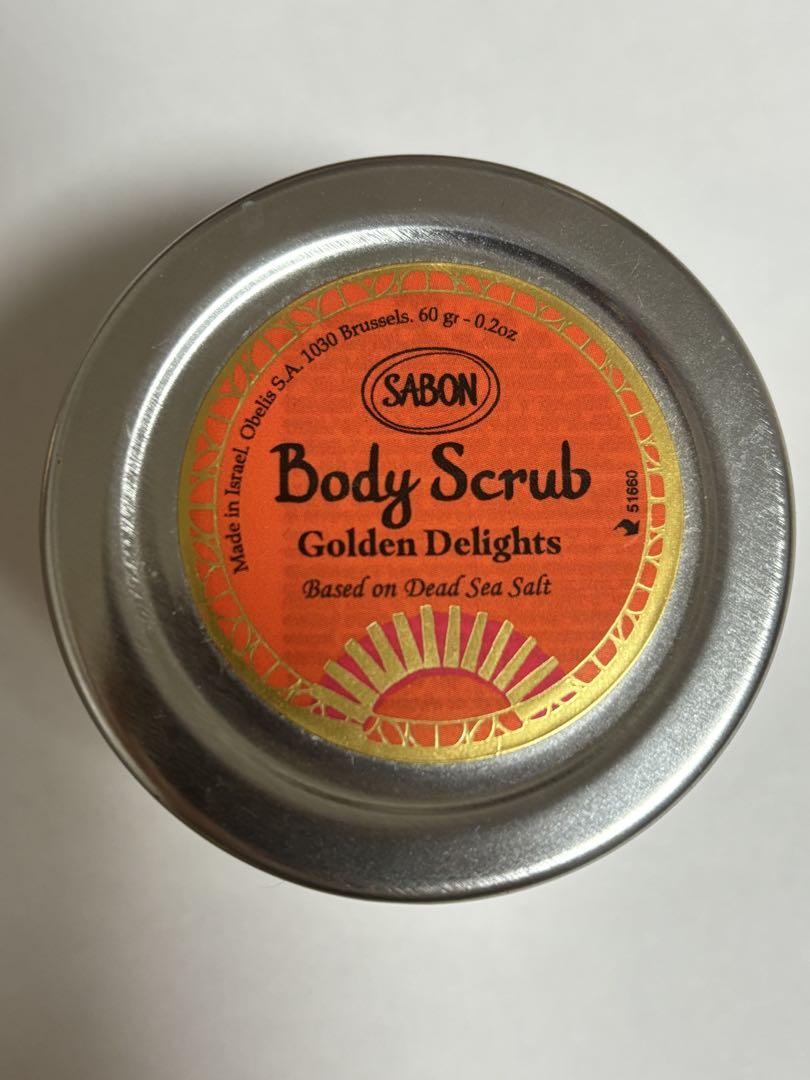 Made in Israel. Obelis S.A. 1030 Brussels. 60 gr - 0.2oz
SABON
Body Scrub
Golden Delights
Based on Dead Sea Salt
51660